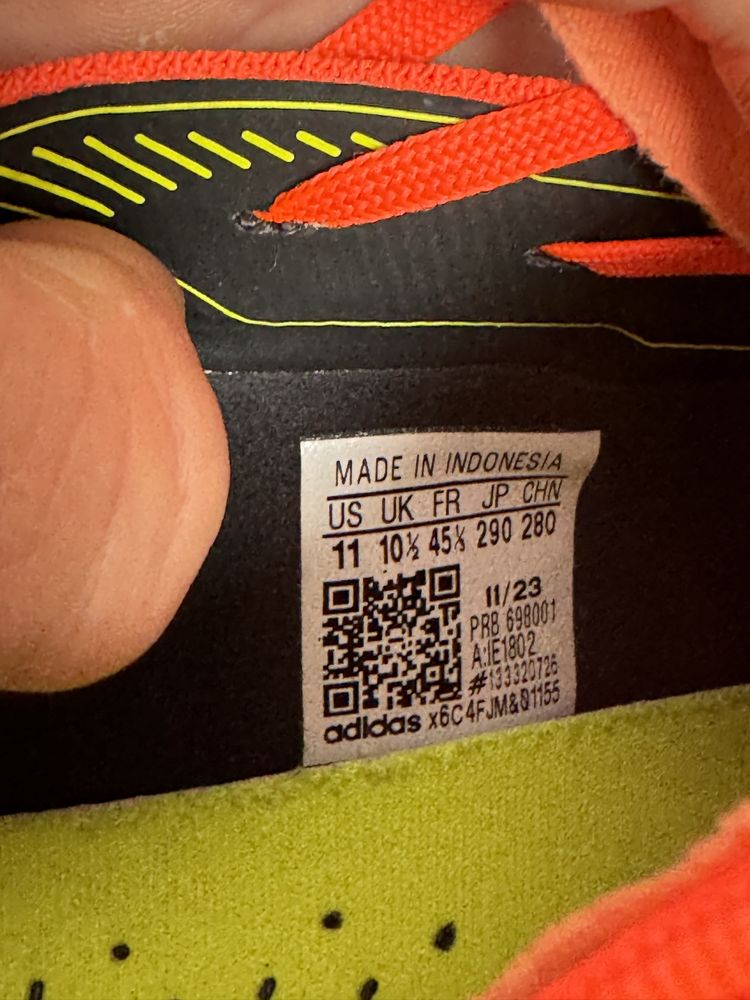 MADE IN INDONESIA
US UK FR JP CHN
11 10½ 45⅓ 290 280
11/23
PRB 698001
A:IE1802
#133320726
adidas x6C4FJM&81155